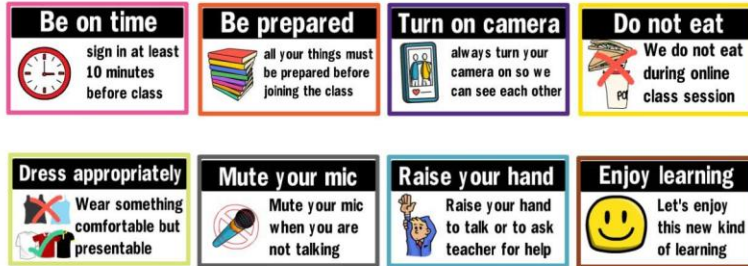 Be on time
sign in at least
10 minutes
before class
Be prepared
all your things must
be prepared before
joining the class
Turn on camera
always turn your
camera on so we
can see each other
Do not eat
We do not eat
during online
class session
Dress appropriately
Wear something
comfortable but
presentable
Mute your mic
Mute your mic
when you are
not talking
Raise your hand
Raise your hand
to talk or to ask
teacher for help
Enjoy learning
Let's enjoy
this new kind
of learning